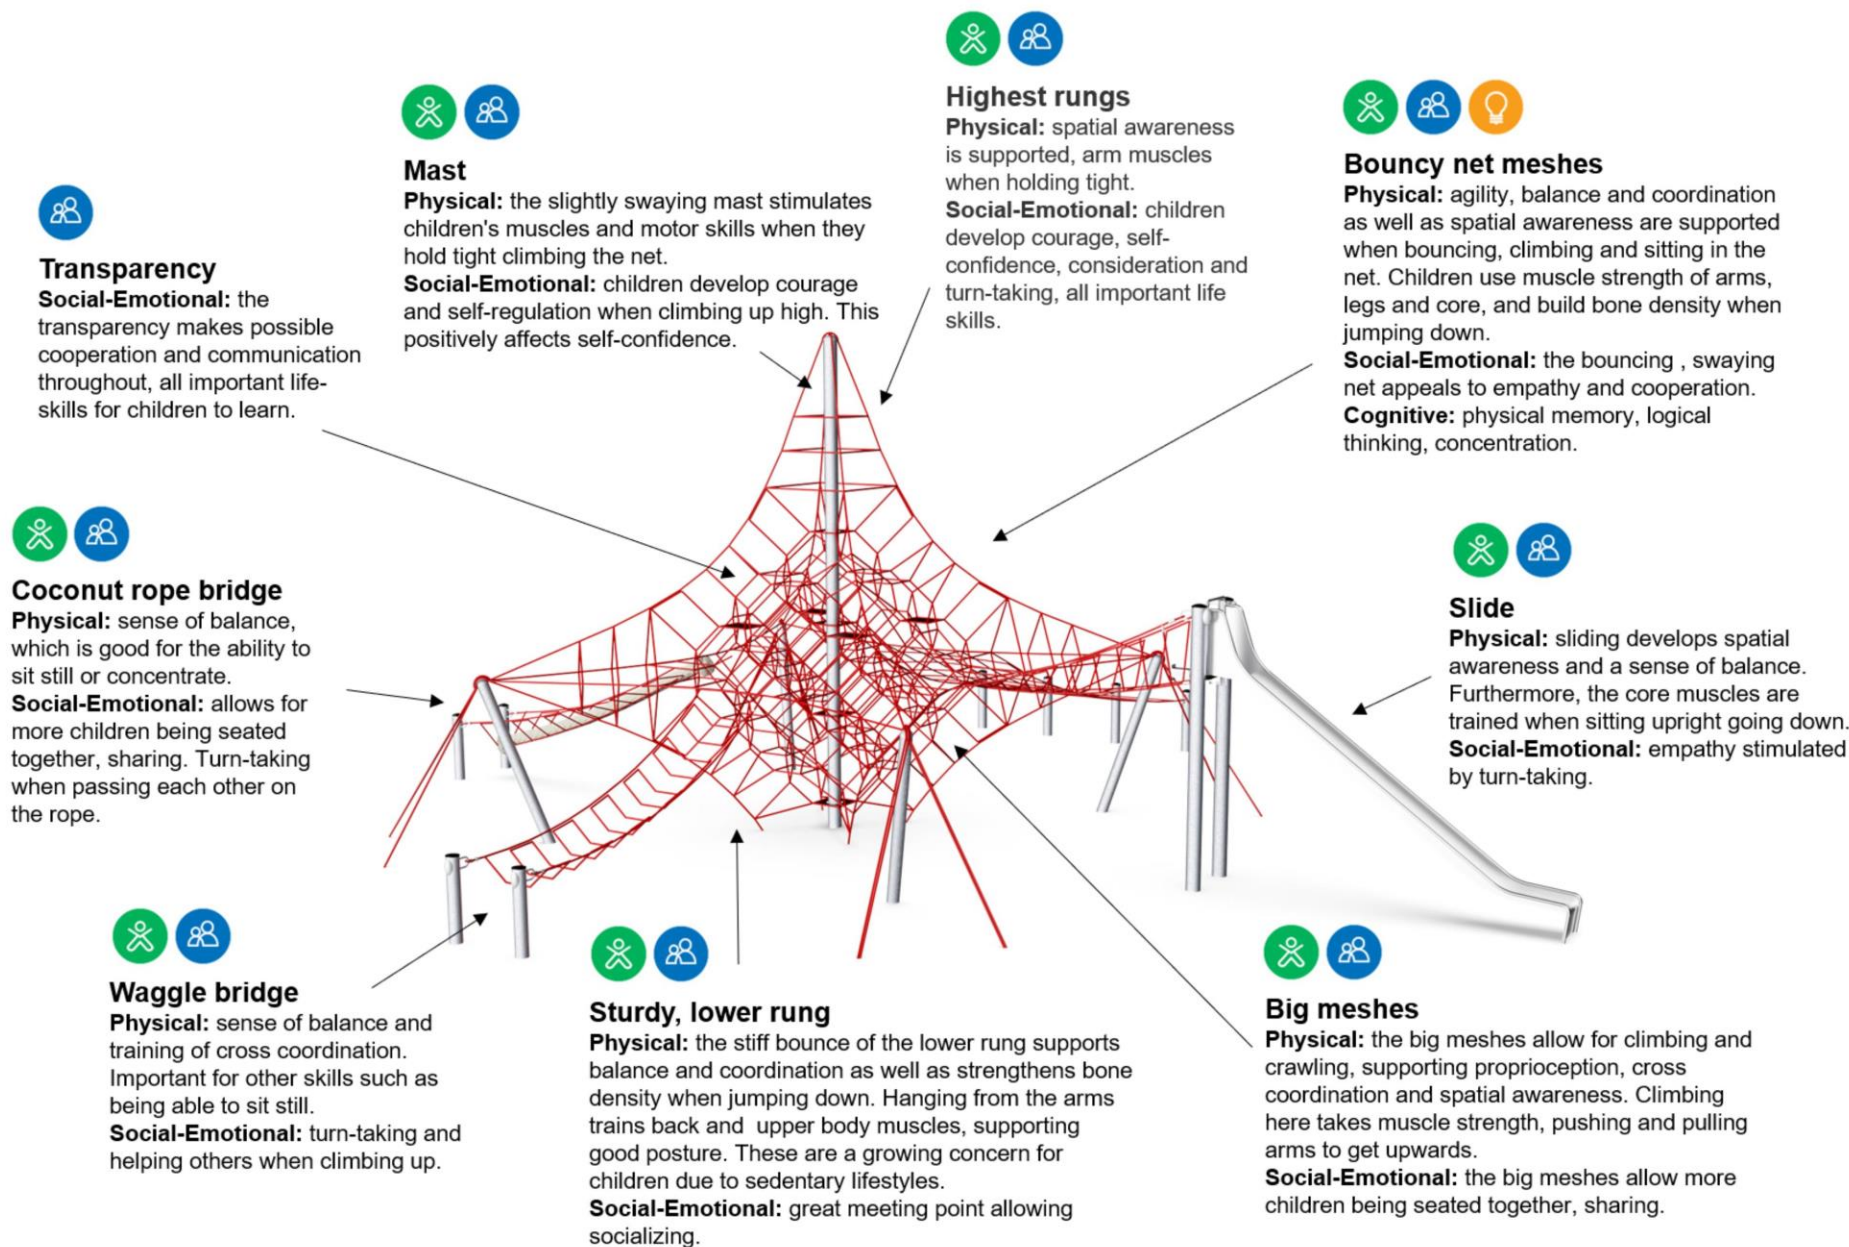 Highest rungs
Physical: spatial awareness
is supported, arm muscles
when holding tight.
Social-Emotional: children
develop courage, self-
confidence, consideration and
turn-taking, all important life
skills.
Mast
Physical: the slightly swaying mast stimulates
children's muscles and motor skills when they
hold tight climbing the net.
Social-Emotional: children develop courage
and self-regulation when climbing up high. This
positively affects self-confidence.
Bouncy net meshes
Physical: agility, balance and coordination
as well as spatial awareness are supported
when bouncing, climbing and sitting in the
net. Children use muscle strength of arms,
legs and core, and build bone density when
jumping down.
Social-Emotional: the bouncing , swaying
net appeals to empathy and cooperation.
Cognitive: physical memory, logical
thinking, concentration.
Transparency
Social-Emotional: the
transparency makes possible
cooperation and communication
throughout, all important life-
skills for children to learn.
Coconut rope bridge
Physical: sense of balance,
which is good for the ability to
sit still or concentrate.
Social-Emotional: allows for
more children being seated
together, sharing. Turn-taking
when passing each other on
the rope.
Slide
Physical: sliding develops spatial
awareness and a sense of balance.
Furthermore, the core muscles are
trained when sitting upright going down.
Social-Emotional: empathy stimulated
by turn-taking.
Waggle bridge
Physical: sense of balance and
training of cross coordination.
Important for other skills such as
being able to sit still.
Social-Emotional: turn-taking and
helping others when climbing up.
Sturdy, lower rung
Physical: the stiff bounce of the lower rung supports
balance and coordination as well as strengthens bone
density when jumping down. Hanging from the arms
trains back and upper body muscles, supporting
good posture. These are a growing concern for
children due to sedentary lifestyles.
Social-Emotional: great meeting point allowing
socializing.
Big meshes
Physical: the big meshes allow for climbing and
crawling, supporting proprioception, cross
coordination and spatial awareness. Climbing
here takes muscle strength, pushing and pulling
arms to get upwards.
Social-Emotional: the big meshes allow more
children being seated together, sharing.